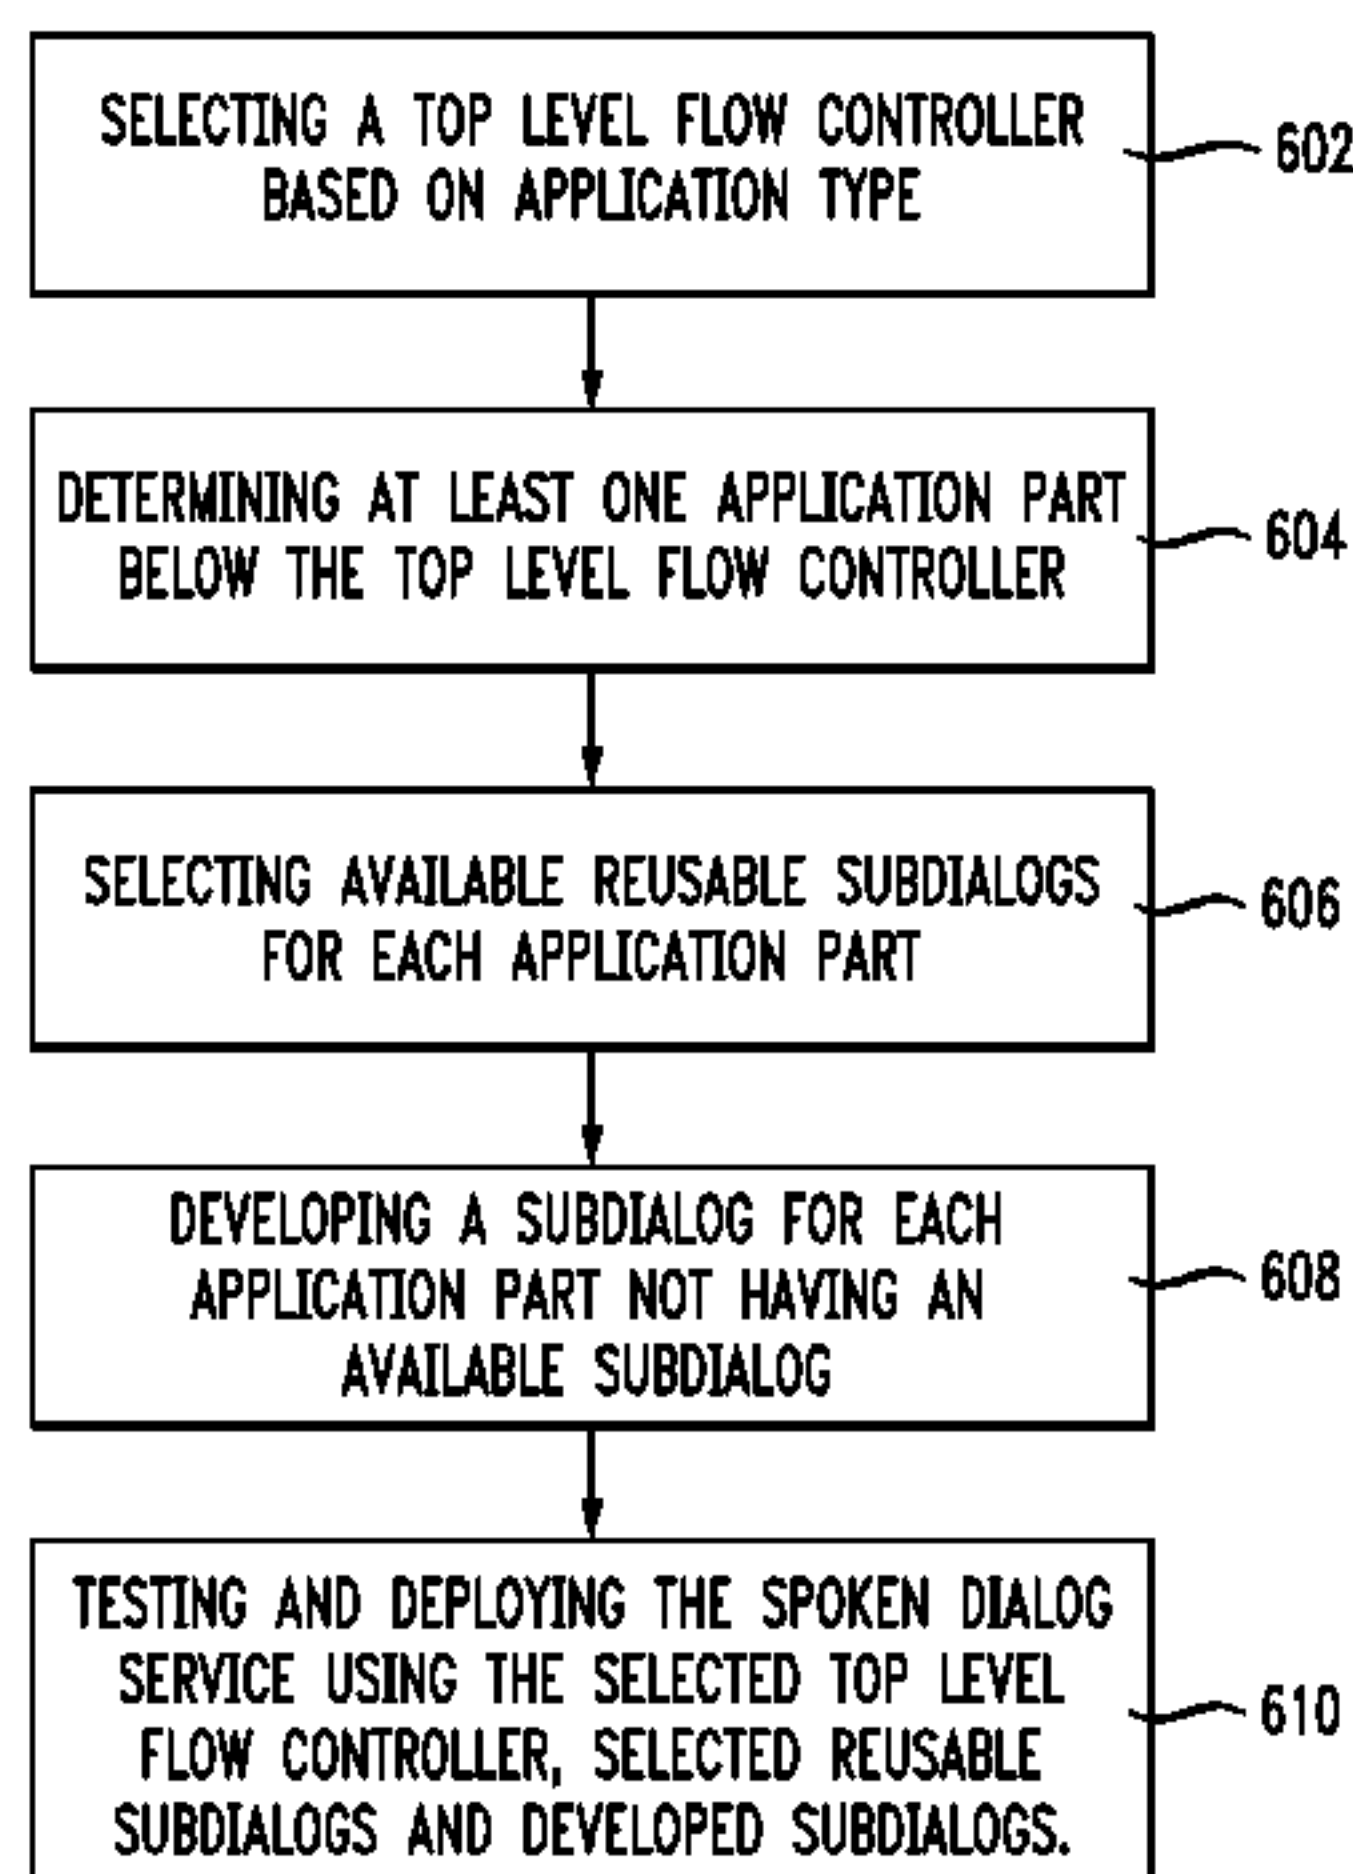 SELECTING A TOP LEVEL FLOW CONTROLLER
BASED ON APPLICATION TYPE
602
DETERMINING AT LEAST ONE APPLICATION PART
BELOW THE TOP LEVEL FLOW CONTROLLER
604
SELECTING AVAILABLE REUSABLE SUBDIALOGS
FOR EACH APPLICATION PART
606
DEVELOPING A SUBDIALOG FOR EACH
APPLICATION PART NOT HAVING AN
AVAILABLE SUBDIALOG
608
TESTING AND DEPLOYING THE SPOKEN DIALOG
SERVICE USING THE SELECTED TOP LEVEL
FLOW CONTROLLER, SELECTED REUSABLE
SUBDIALOGS AND DEVELOPED SUBDIALOGS.
610